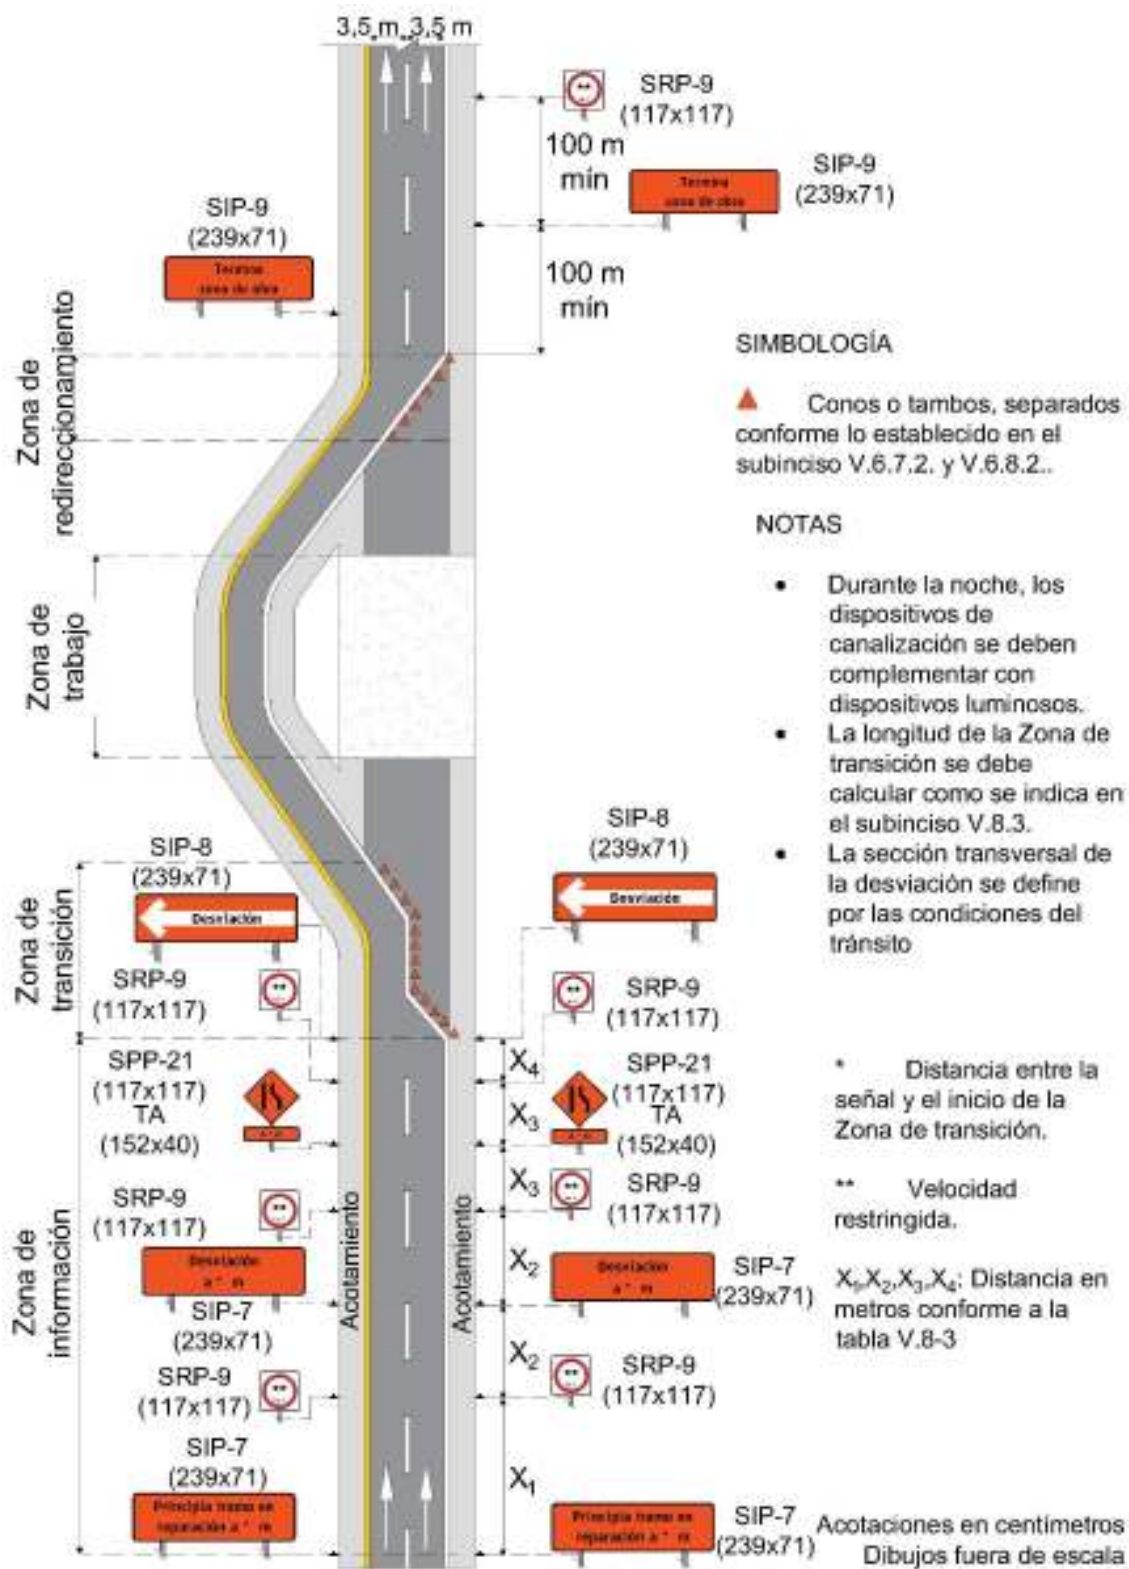 3,5 m 3,5 m
SRP-9
(117x117)
100 m
mín
Termina
zona de obra
SIP-9
(239x71)
SIP-9
(239x71)
Termina
zona de obra
100 m
mín
Zona de
redireccionamiento
SIMBOLOGÍA
Conos o tambos, separados
conforme lo establecido en el
subinciso V.6.7.2. y V.6.8.2..
NOTAS
• Durante la noche, los
dispositivos de
canalización se deben
complementar con
dispositivos luminosos.
• La longitud de la Zona de
transición se debe
calcular como se indica en
el subinciso V.8.3.
• La sección transversal de
la desviación se define
por las condiciones del
tránsito
Zona de
trabajo
Zona de
transición
SIP-8
(239x71)
Desviación
SRP-9
(117x117)
**
SIP-8
(239x71)
Desviación
**
SRP-9
(117x117)
Zona de
información
SPP-21
(117x117)
TA
(152x40)
X4
X3
SPP-21
(117x117)
TA
(152x40)
SRP-9
(117x117)
**
X3
**
SRP-9
(117x117)
Desviación
a * m
SIP-7
(239x71)
Acotamiento
Acotamiento
X2
Desviación
a * m
SIP-7
(239x71)
SRP-9
(117x117)
**
X2
**
SRP-9
(117x117)
SIP-7
(239x71)
Principia tramo en
reparación a * m
X1
Principia tramo en
reparación a * m
SIP-7
(239x71)
* Distancia entre la
señal y el inicio de la
Zona de transición.
** Velocidad
restringida.
X1,X2,X3,X4: Distancia en
metros conforme a la
tabla V.8-3
Acotaciones en centímetros
Dibujos fuera de escala